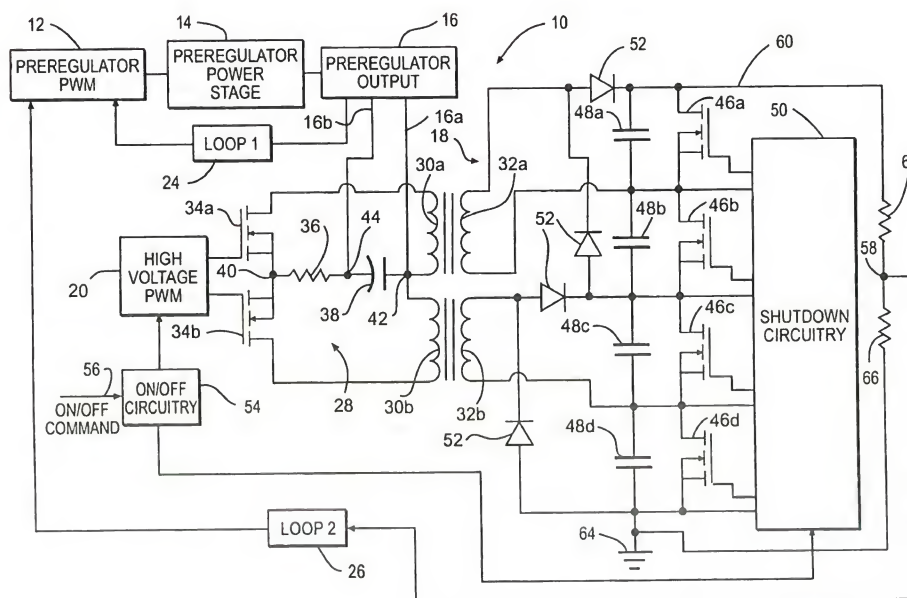 12
14
16
10
52
60
PREREGULATOR
PWM
PREREGULATOR
POWER
STAGE
PREREGULATOR
OUTPUT
16b
16a
48a
46a
50
LOOP 1
24
18
30a
32a
34a
36
44
46b
48b
52
58
20
HIGH
VOLTAGE
PWM
40
38
42
46c
SHUTDOWN
CIRCUITRY
34b
48c
66
56
ON/OFF
COMMAND
ON/OFF
CIRCUITRY
54
28
30b
32b
46d
52
48d
LOOP 2
26
64